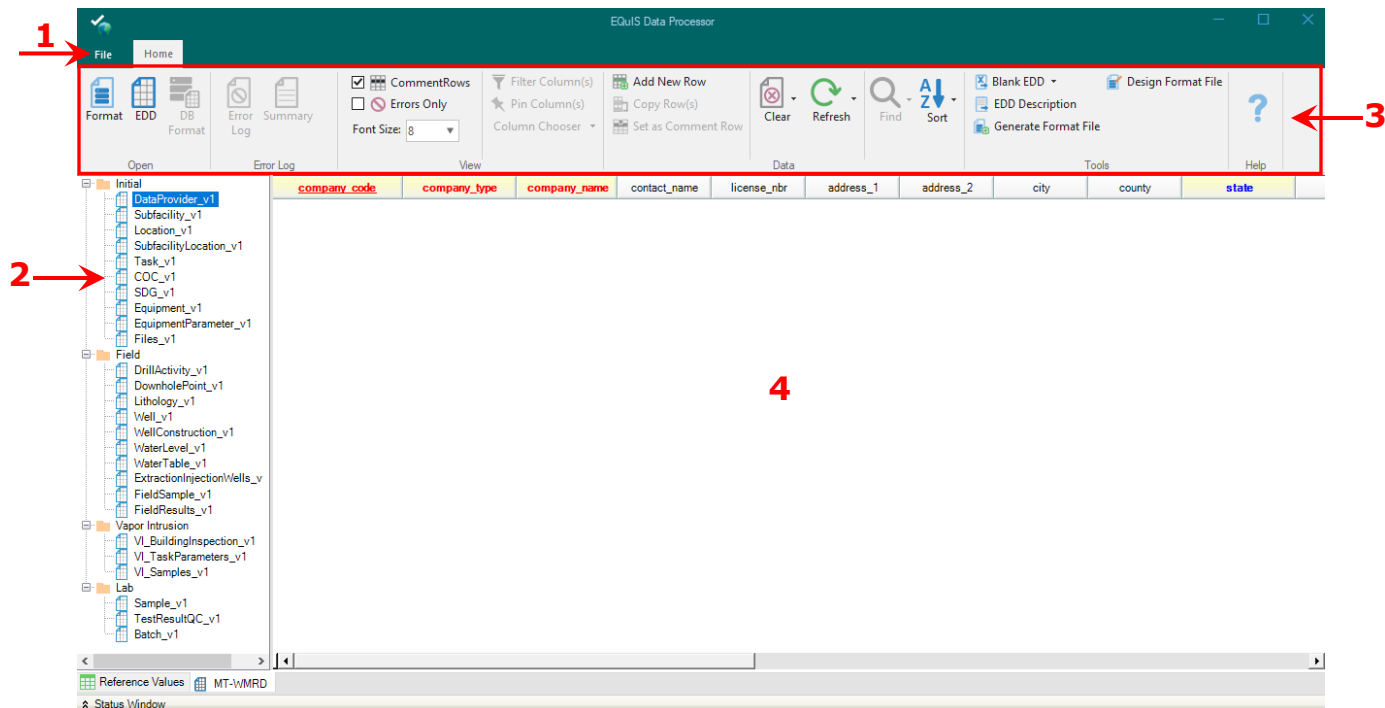 EQuIS Data Processor
1
File Home
Format EDD DB Format
Error Log Summary
CommentRows
Errors Only
Font Size: 8
Filter Column(s)
Pin Column(s)
Column Chooser
Add New Row
Copy Row(s)
Set as Comment Row
Clear Refresh Find A Z Sort
Blank EDD
EDD Description
Generate Format File
Design Format File
?
3
Open Error Log View Data Tools Help
company_code company_type company_name contact_name license_nbr address_1 address_2 city county state
Initial
DataProvider_v1
Subfacility_v1
Location_v1
SubfacilityLocation_v1
Task_v1
2
COC_v1
SDG_v1
Equipment_v1
EquipmentParameter_v1
Files_v1
Field
DrillActivity_v1
DownholePoint_v1
4
Lithology_v1
Well_v1
WellConstruction_v1
WaterLevel_v1
WaterTable_v1
ExtractionInjectionWells_v
FieldSample_v1
FieldResults_v1
Vapor Intrusion
VI_BuildingInspection_v1
VI_TaskParameters_v1
VI_Samples_v1
Lab
Sample_v1
TestResultQC_v1
Batch_v1
Reference Values MT-WMRD
Status Window